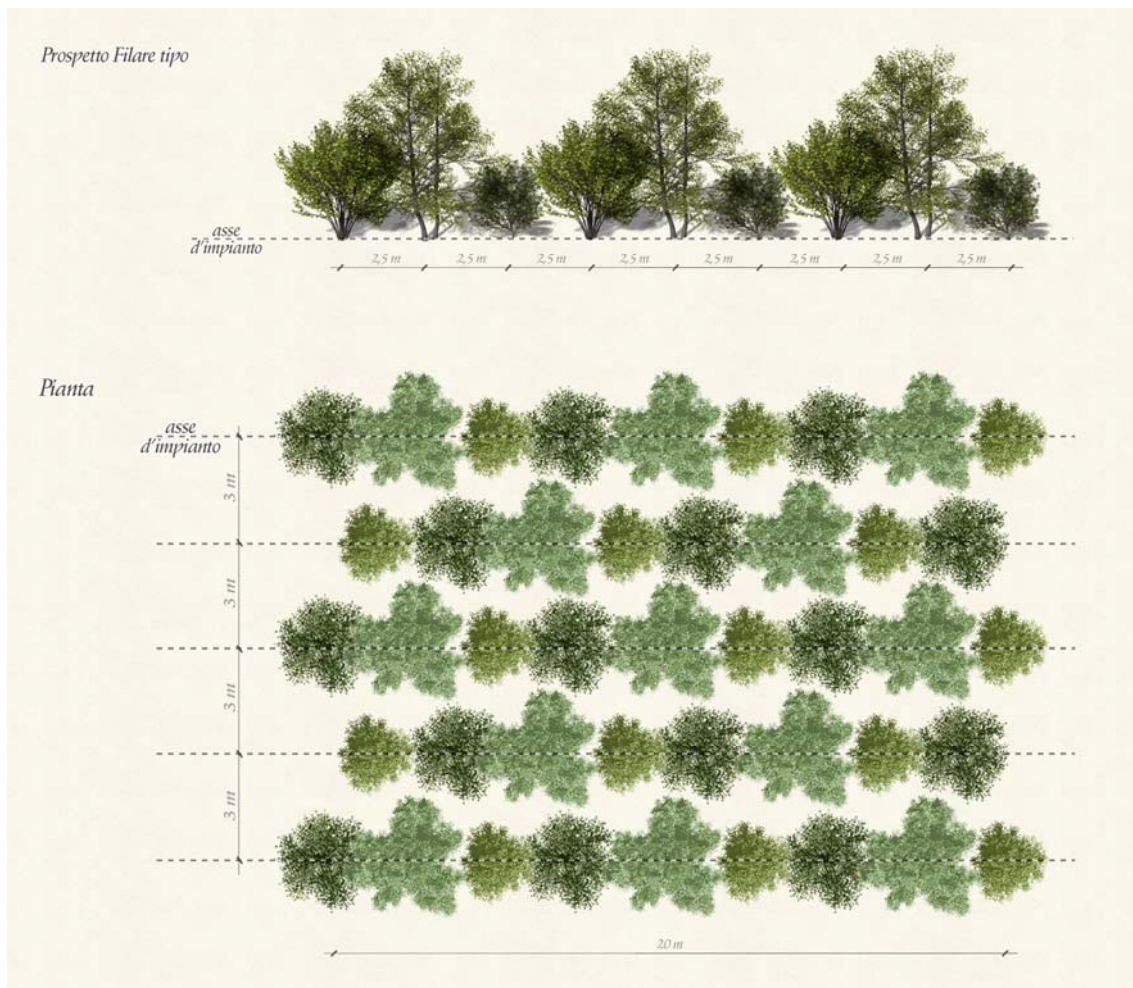 Prospetto Filare tipo
asse
d'impianto
2,5 m 2,5 m 2,5 m 2,5 m 2,5 m 2,5 m 2,5 m 2,5 m
Pianta
asse
d'impianto
3 m
3 m
3 m
3 m
20 m